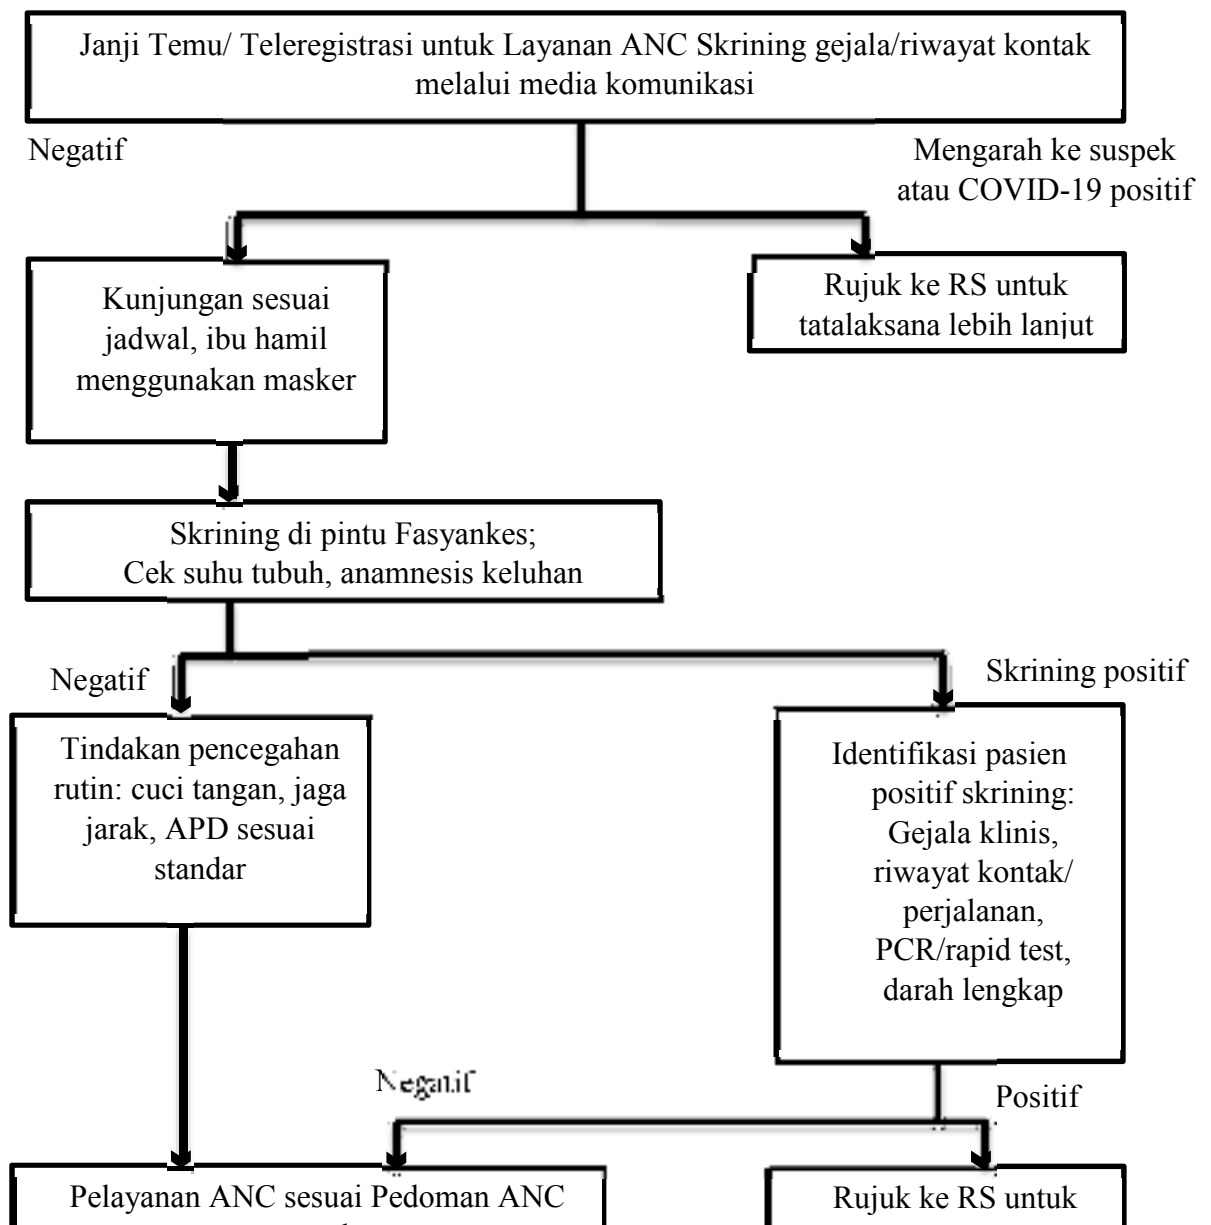 Janji Temu/ Teleregistrasi untuk Layanan ANC Skrining gejala/riwayat kontak
melalui media komunikasi
Negatif
Mengarah ke suspek
atau COVID-19 positif
Kunjungan sesuai
jadwal, ibu hamil
menggunakan masker
Rujuk ke RS untuk
tatalaksana lebih lanjut
Skrining di pintu Fasyankes;
Cek suhu tubuh, anamnesis keluhan
Negatif
Skrining positif
Tindakan pencegahan
rutin: cuci tangan, jaga
jarak, APD sesuai
standar
Identifikasi pasien
positif skrining:
Gejala klinis,
riwayat kontak/
perjalanan,
PCR/rapid test,
darah lengkap
Negatif
Positif
Pelayanan ANC sesuai Pedoman ANC
Rujuk ke RS untuk